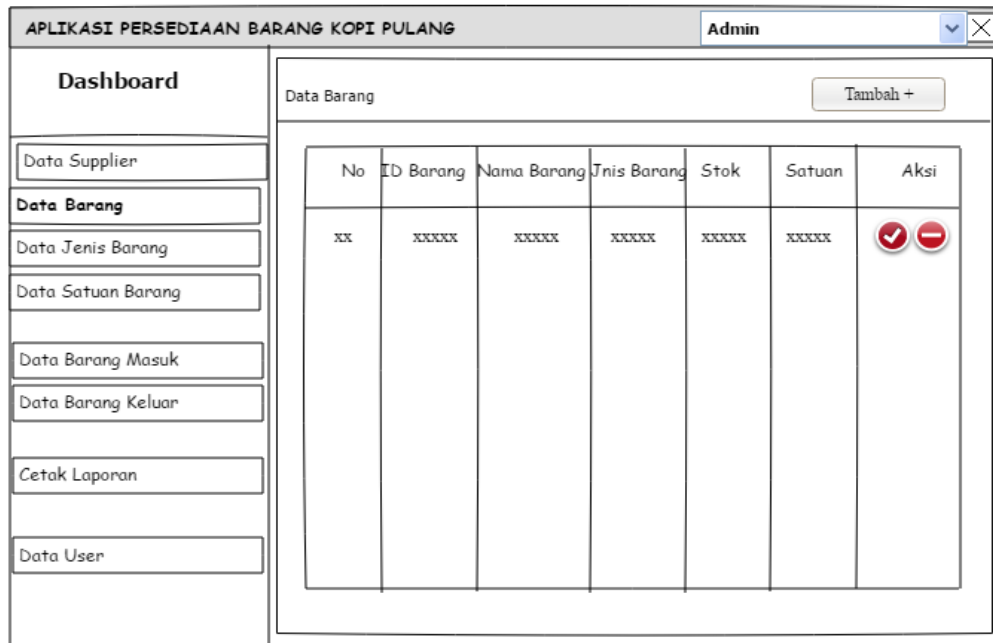 APLIKASI PERSEDIAAN BARANG KOPI PULANG
Admin
Dashboard
Data Supplier
Data Barang
Data Jenis Barang
Data Satuan Barang
Data Barang Masuk
Data Barang Keluar
Cetak Laporan
Data User
Data Barang
Tambah +
No ID Barang Nama Barang Jnis Barang Stok Satuan Aksi
xx xxxxx xxxxx xxxxx xxxxx xxxxx